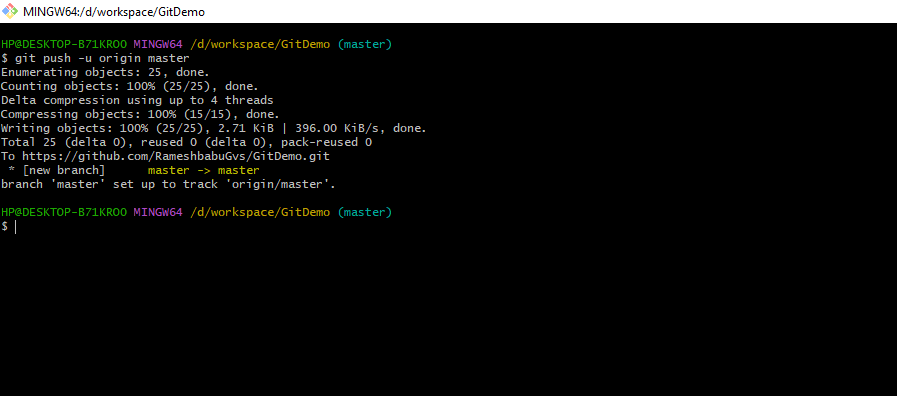 MINGW64:/d/workspace/GitDemo
HP@DESKTOP-B71KROO MINGW64 /d/workspace/GitDemo (master)
$ git push -u origin master
Enumerating objects: 25, done.
Counting objects: 100% (25/25), done.
Delta compression using up to 4 threads
Compressing objects: 100% (15/15), done.
Writing objects: 100% (25/25), 2.71 KiB | 396.00 KiB/s, done.
Total 25 (delta 0), reused 0 (delta 0), pack-reused 0
To https://github.com/RameshbabuGvs/GitDemo.git
 * [new branch]      master -> master
branch 'master' set up to track 'origin/master'.
HP@DESKTOP-B71KROO MINGW64 /d/workspace/GitDemo (master)
$